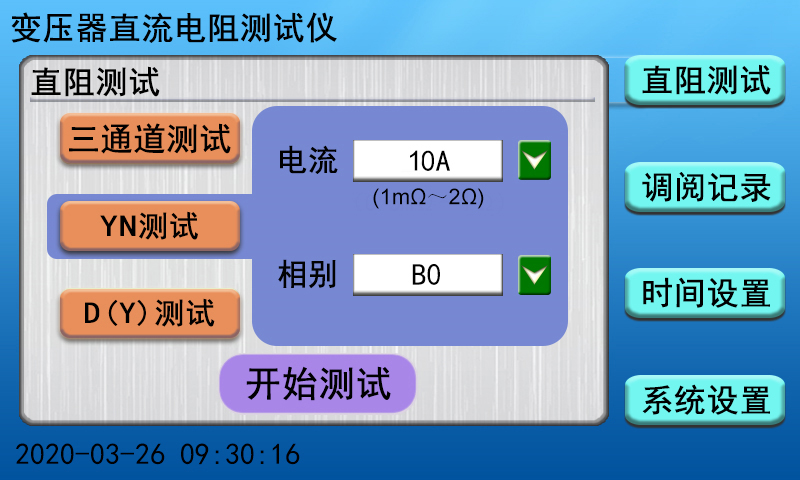 变压器直流电阻测试仪
直阻测试
三通道测试
YN测试
D(Y)测试
电流
10A
(1mΩ～2Ω)
相别
B0
开始测试
直阻测试
调阅记录
时间设置
系统设置
2020-03-26 09:30:16